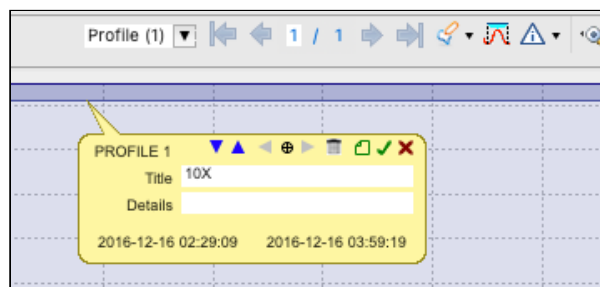 Profile (1) 1 / 1
PROFILE 1
Title 10X
Details
2016-12-16 02:29:09 2016-12-16 03:59:19